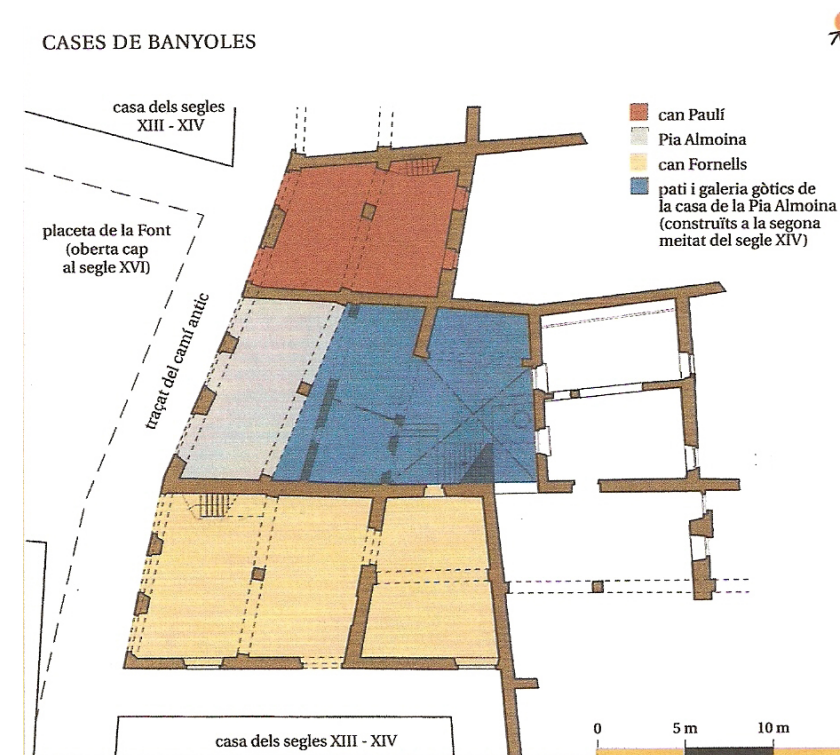 CASES DE BANYOLES
casa dels segles
XIII - XIV
can Paulí
Pia Almoina
can Fornells
pati i galeria gòtics de
la casa de la Pia Almoina
(construïts a la segona
meitat del segle XIV)
placeta de la Font
(oberta cap
al segle XVI)
traçat del camí antic
casa dels segles XIII - XIV
0 5 m 10 m